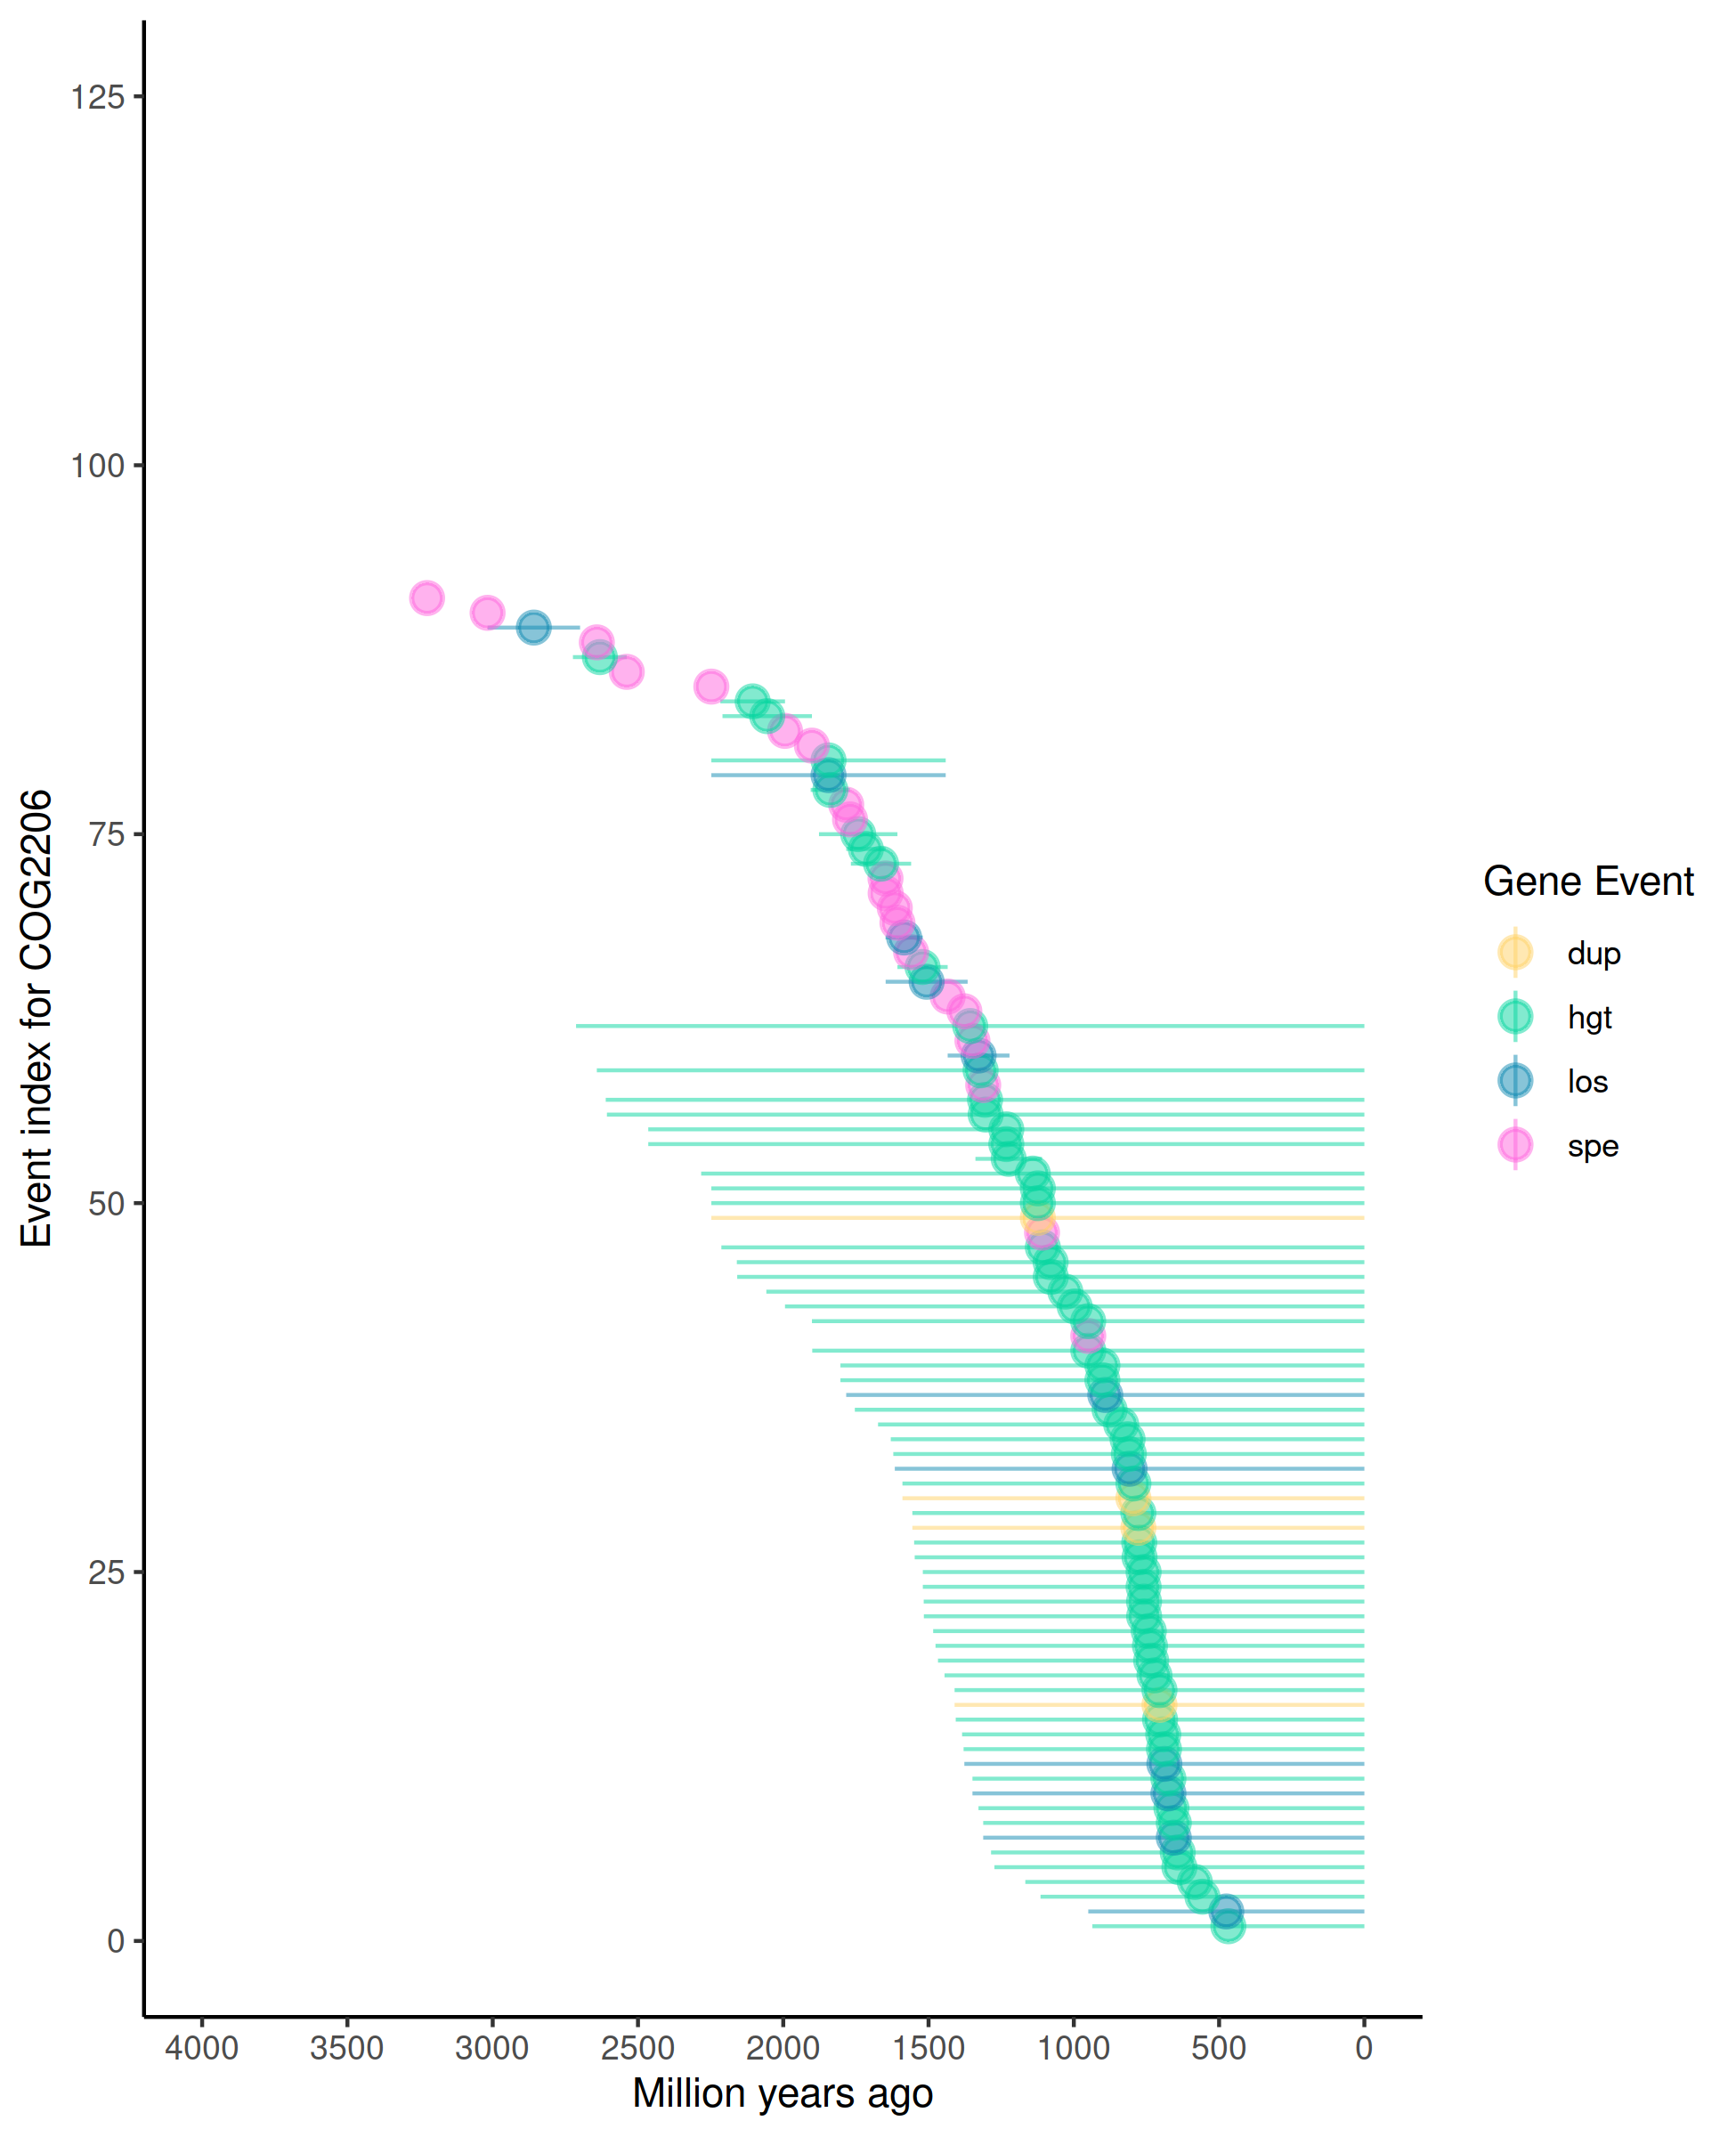 125
100
75
50
25
0
Event index for COG2206
4000 3500 3000 2500 2000 1500 1000 500 0
Million years ago
Gene Event
dup
hgt
los
spe